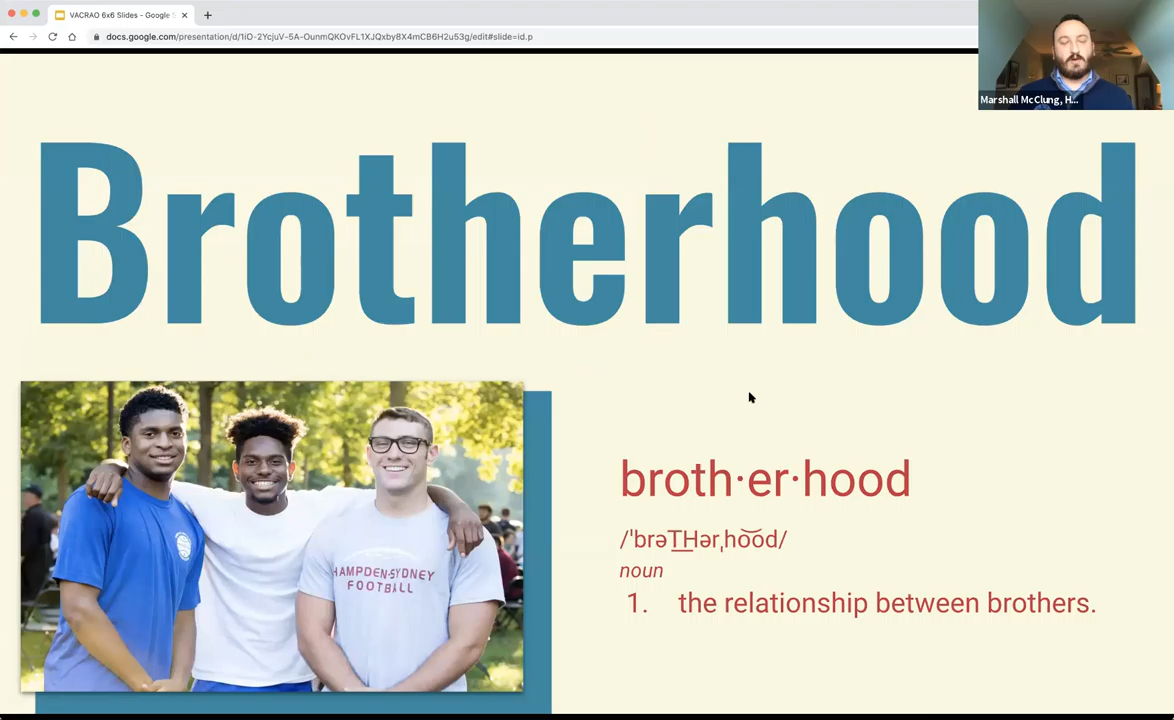 VACRAO 6x6 Slides - Google S
docs.google.com/presentation/d/1iO-2YcjuV-5A-OunmQKOvFL1XJQxby8X4mCB6H2u53g/edit#slide=id.p
Marshall McClung, H...
Brotherhood
HAMPDEN-SYDNEY
FOOTBALL
broth·er·hood
/ˈbrəT͟Hərˌho͝od/
noun
1. the relationship between brothers.